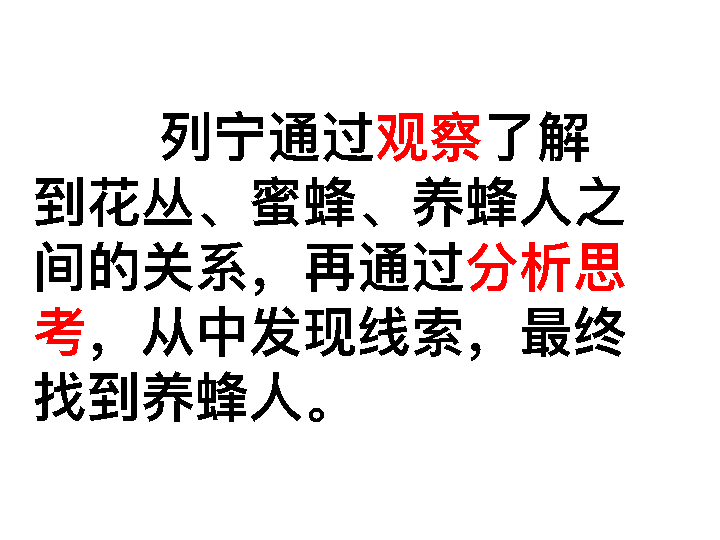 列宁通过观察了解
到花丛、蜜蜂、养蜂人之
间的关系，再通过分析思
考，从中发现线索，最终
找到养蜂人。